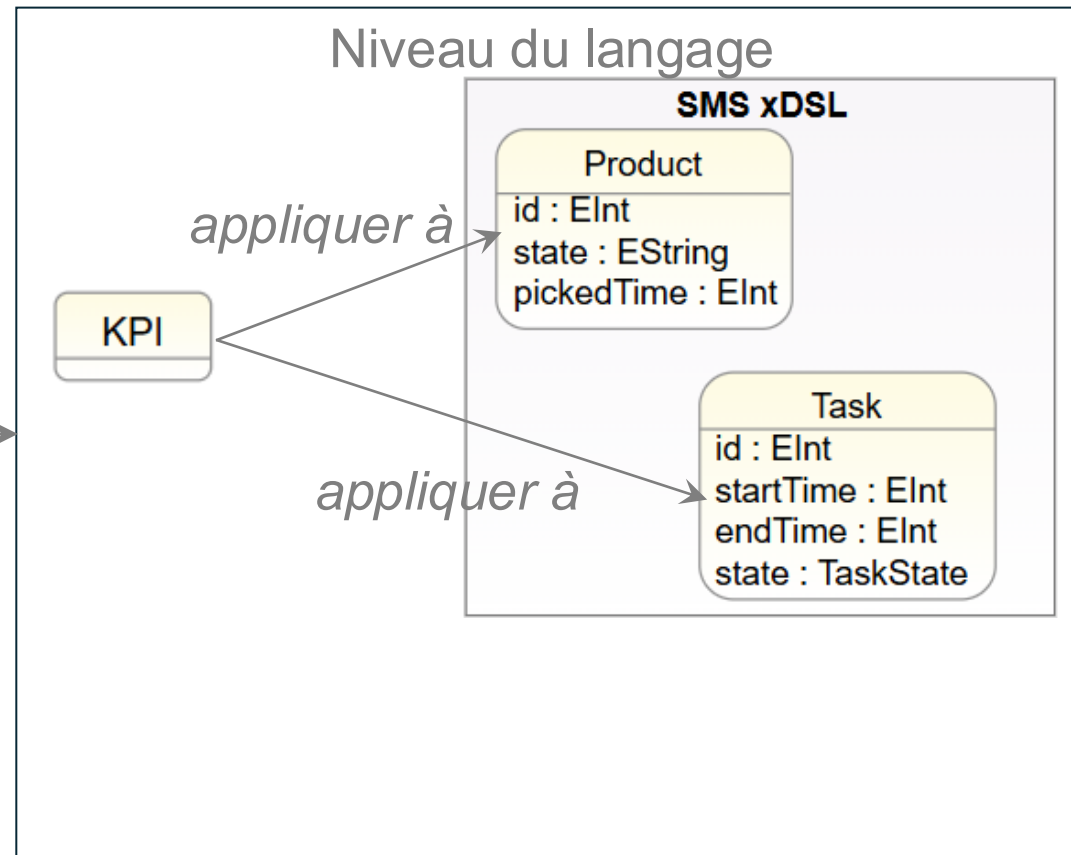 Niveau du langage
SMS xDSL
Product
id : EInt
state : EString
pickedTime : EInt
appliquer à
KPI
Task
id : EInt
startTime : EInt
endTime : EInt
state : TaskState
appliquer à